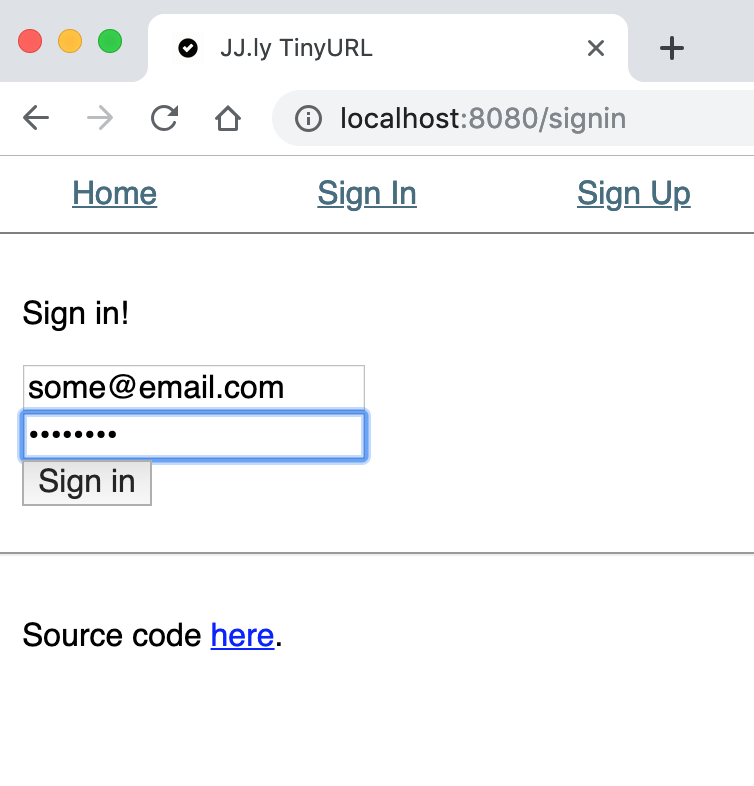 JJ.ly TinyURL
localhost:8080/signin
Home Sign In Sign Up
Sign in!
some@email.com
••••••••
Sign in
Source code here.